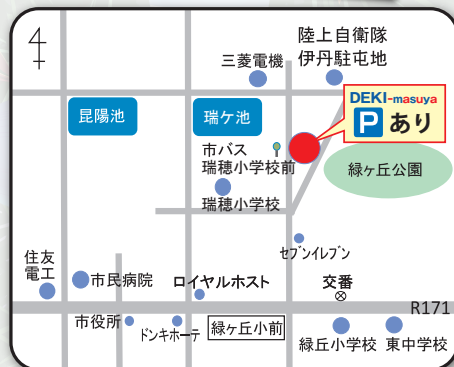 陸上自衛隊
伊丹駐屯地
三菱電機
DEKI-masuya
P あり
昆陽池
瑞ケ池
市バス
瑞穂小学校前
緑ヶ丘公園
瑞穂小学校
セブンイレブン
住友
電工
市民病院
ロイヤルホスト
交番
R171
市役所
ドンキホーテ
緑ヶ丘小前
緑丘小学校
東中学校